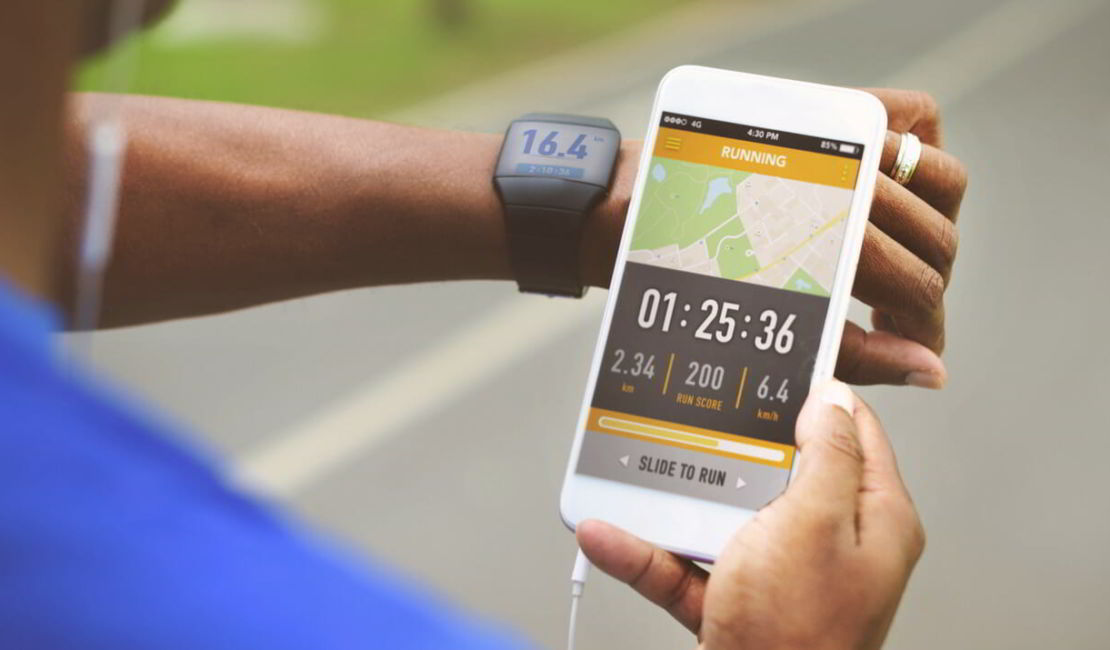 16.4 km
2:10:36
4G 4:30 PM 85%
RUNNING
01:25:36
2.34 200 6.4
km RUN SCORE km/h
SLIDE TO RUN